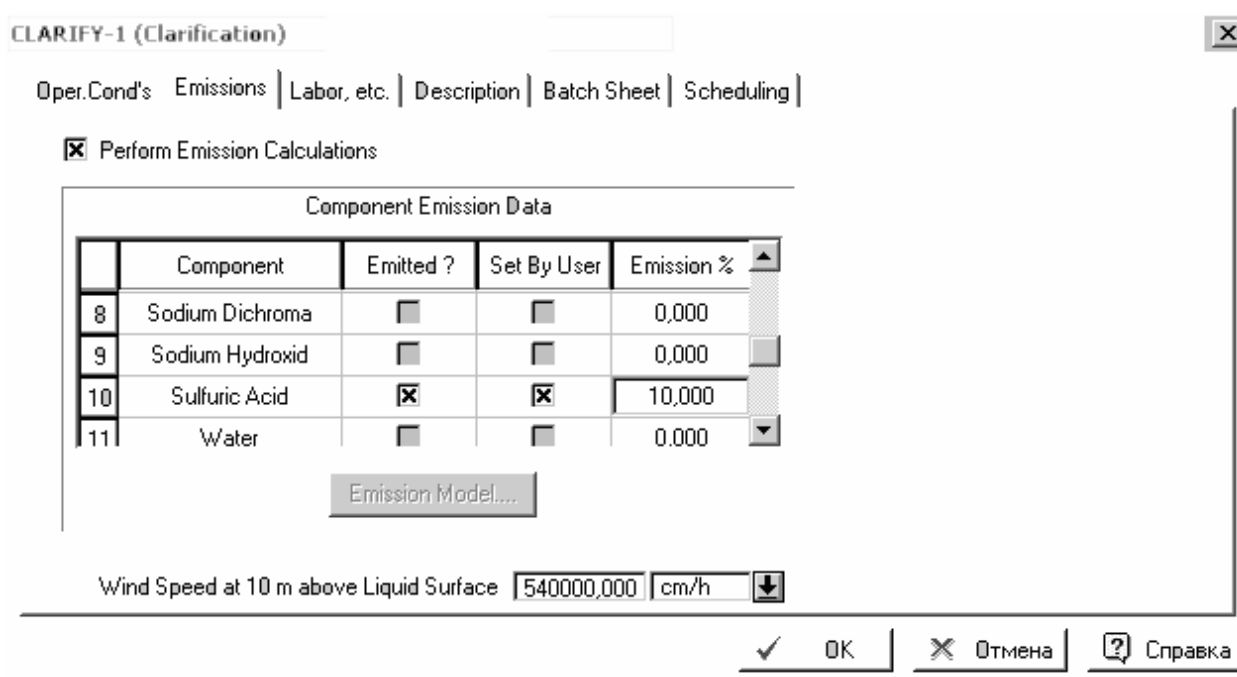 CLARIFY-1 (Clarification)
Oper.Cond's Emissions Labor, etc. Description Batch Sheet Scheduling
Perform Emission Calculations
Component Emission Data
Component Emitted ? Set By User Emission %
8 Sodium Dichroma 0,000
9 Sodium Hydroxid 0,000
10 Sulfuric Acid 10,000
11 Water 0.000
Emission Model....
Wind Speed at 10 m above Liquid Surface 540000,000 cm/h
OK Отмена Справка